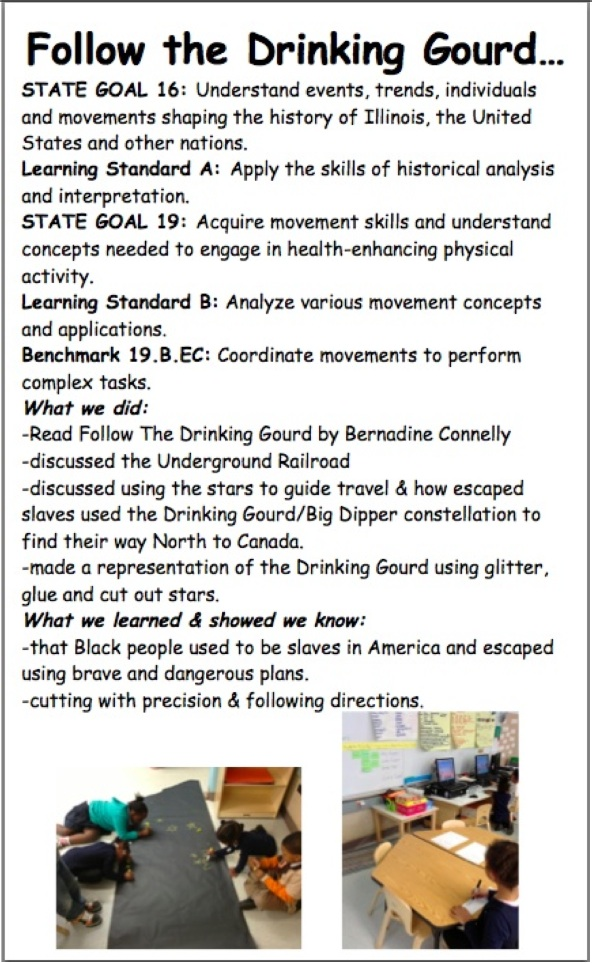 Follow the Drinking Gourd...
STATE GOAL 16: Understand events, trends, individuals
and movements shaping the history of Illinois, the United
States and other nations.
Learning Standard A: Apply the skills of historical analysis
and interpretation.
STATE GOAL 19: Acquire movement skills and understand
concepts needed to engage in health-enhancing physical
activity.
Learning Standard B: Analyze various movement concepts
and applications.
Benchmark 19.B.EC: Coordinate movements to perform
complex tasks.
What we did:
-Read Follow The Drinking Gourd by Bernadine Connelly
-discussed the Underground Railroad
-discussed using the stars to guide travel & how escaped
slaves used the Drinking Gourd/Big Dipper constellation to
find their way North to Canada.
-made a representation of the Drinking Gourd using glitter,
glue and cut out stars.
What we learned & showed we know:
-that Black people used to be slaves in America and escaped
using brave and dangerous plans.
-cutting with precision & following directions.